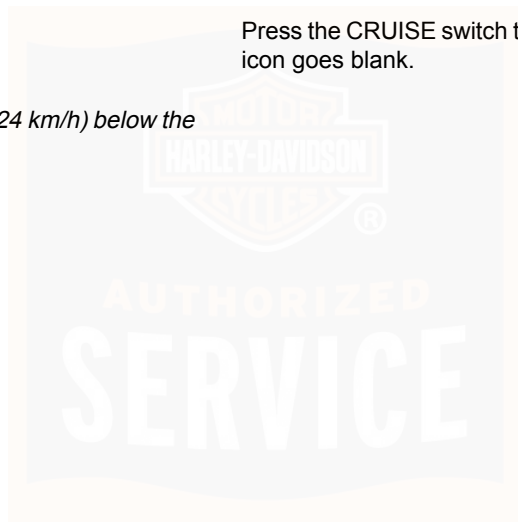 Press the CRUISE switch t
icon goes blank.
24 km/h) below the
MOTOR
HARLEY-DAVIDSON
CYCLES
®
AUTHORIZED
SERVICE